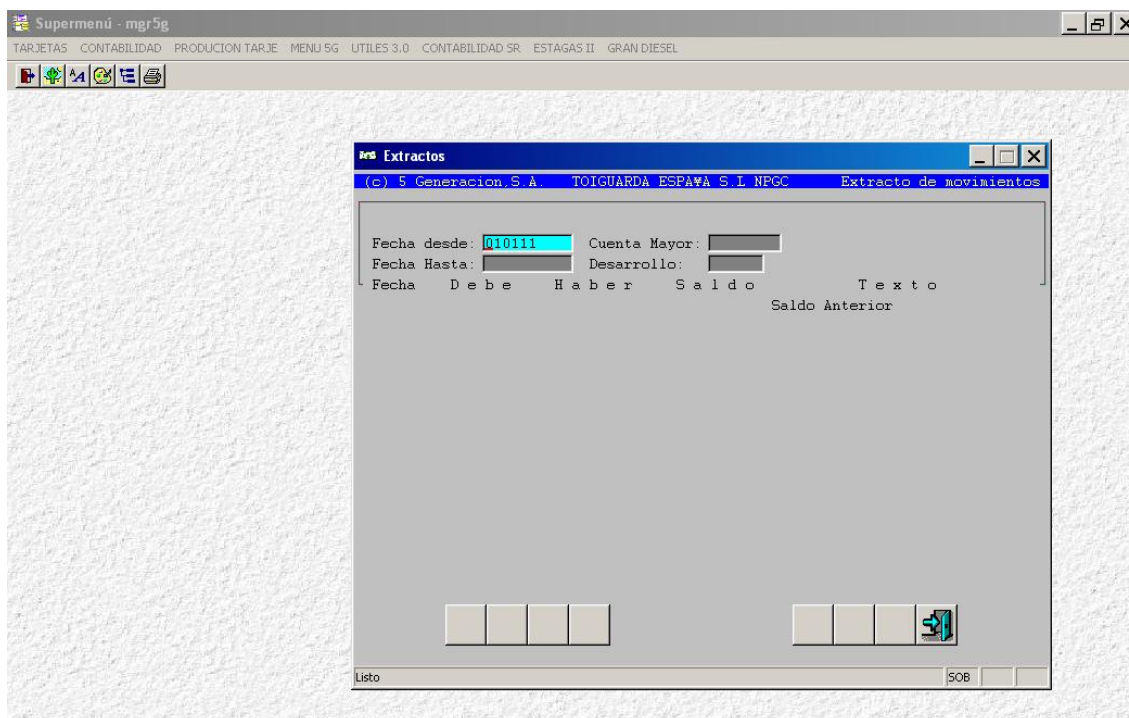 Supermenú - mgr5g
TARJETAS CONTABILIDAD PRODUCION TARJE MENU 5G UTILES 3.0 CONTABILIDAD SR ESTAGAS II GRAN DIESEL
Extractos
(c) 5 Generacion,S.A. TOIGUARDA ESPA¥A S.L NPGC Extracto de movimientos
Fecha desde: 010111 Cuenta Mayor:
Fecha Hasta: Desarrollo:
Fecha D e b e H a b e r S a l d o T e x t o
Saldo Anterior
Listo SOB